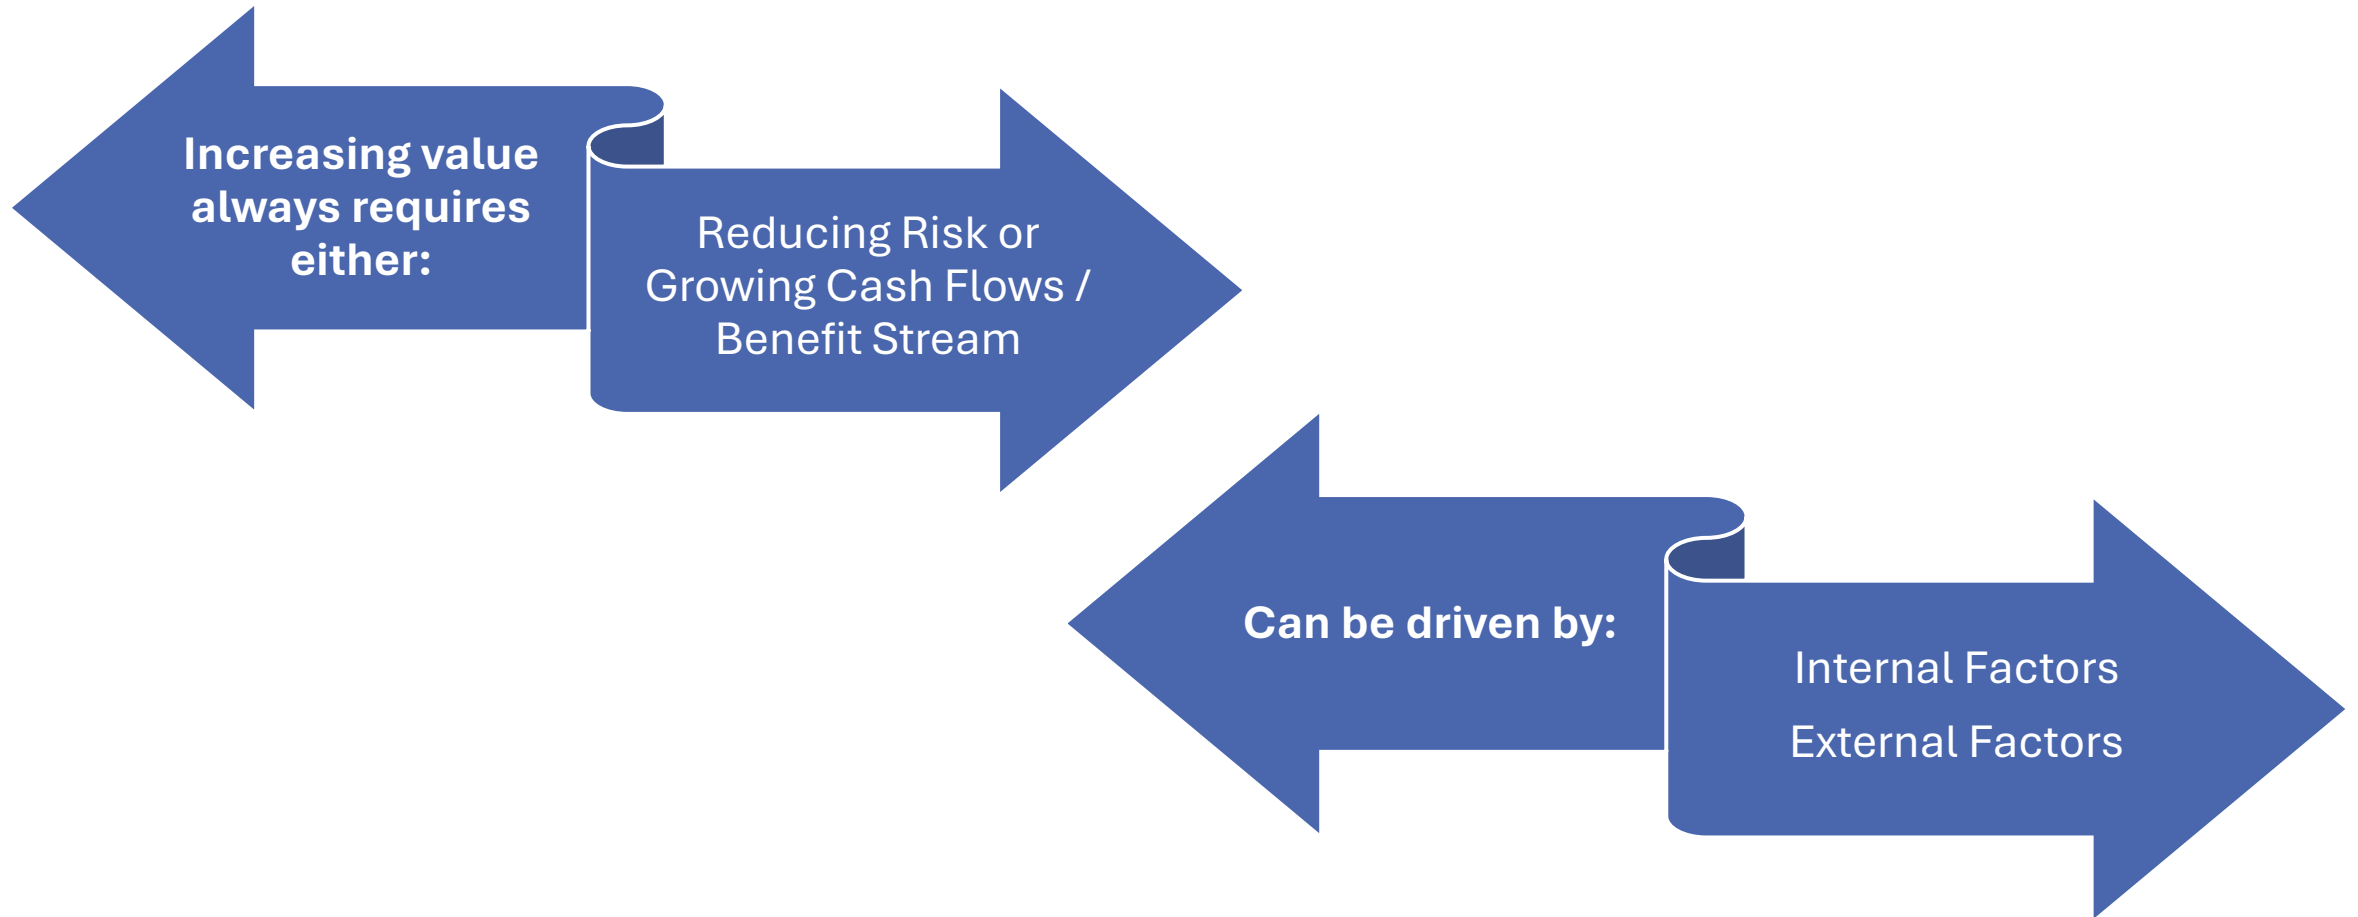 Increasing value
always requires
either:
Reducing Risk or
Growing Cash Flows /
Benefit Stream
Can be driven by:
Internal Factors
External Factors